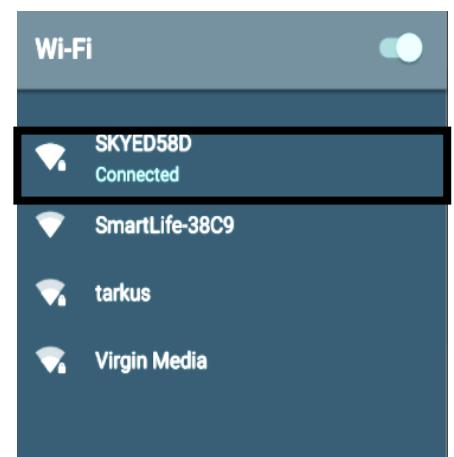 Wi-Fi
SKYED58D
Connected
SmartLife-38C9
tarkus
Virgin Media